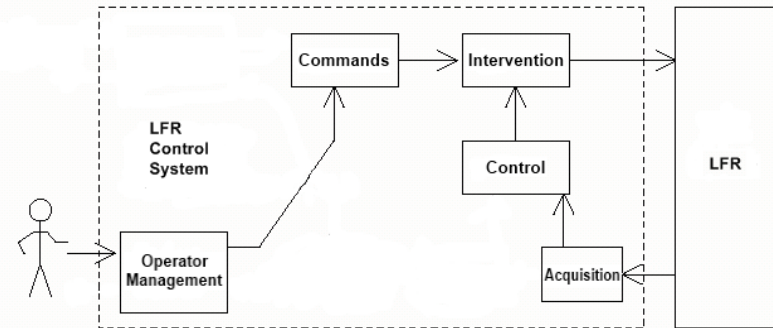 Commands
Intervention
LFR
Control
System
Control
LFR
Operator
Management
Acquisition